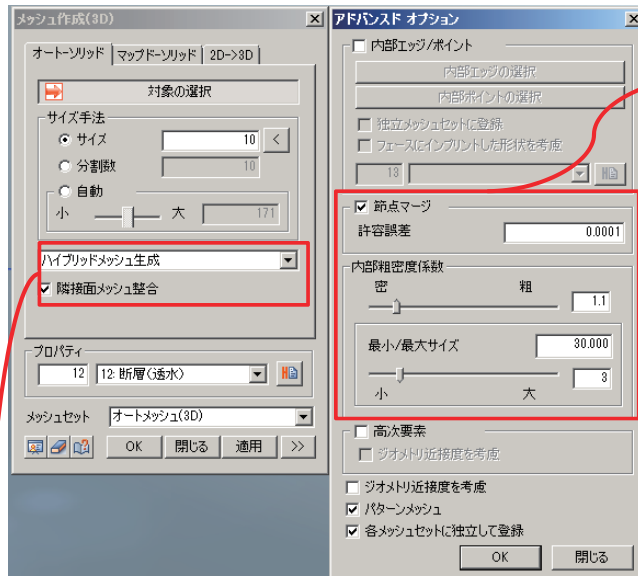 メッシュ作成(3D)
オートーソリッド マップドーソリッド 2D->3D
対象の選択
サイズ手法
サイズ 10 <
分割数 10
自動
小 大 171
ハイブリッドメッシュ生成
隣接面メッシュ整合
プロパティ
12 12: 断層(透水)
メッシュセット オートメッシュ(3D)
OK 閉じる 適用 >>
アドバンスド オプション
内部エッジ/ポイント
内部エッジの選択
内部ポイントの選択
独立メッシュセットに登録
フェースにインプリントした形状を考慮
13
節点マージ
許容誤差 0.0001
内部粗密度係数
密 粗
1.1
最小/最大サイズ 30.000
3
小 大
高次要素
ジオメトリ近接度を考慮
ジオメトリ近接度を考慮
パターンメッシュ
各メッシュセットに独立して登録
OK 閉じる